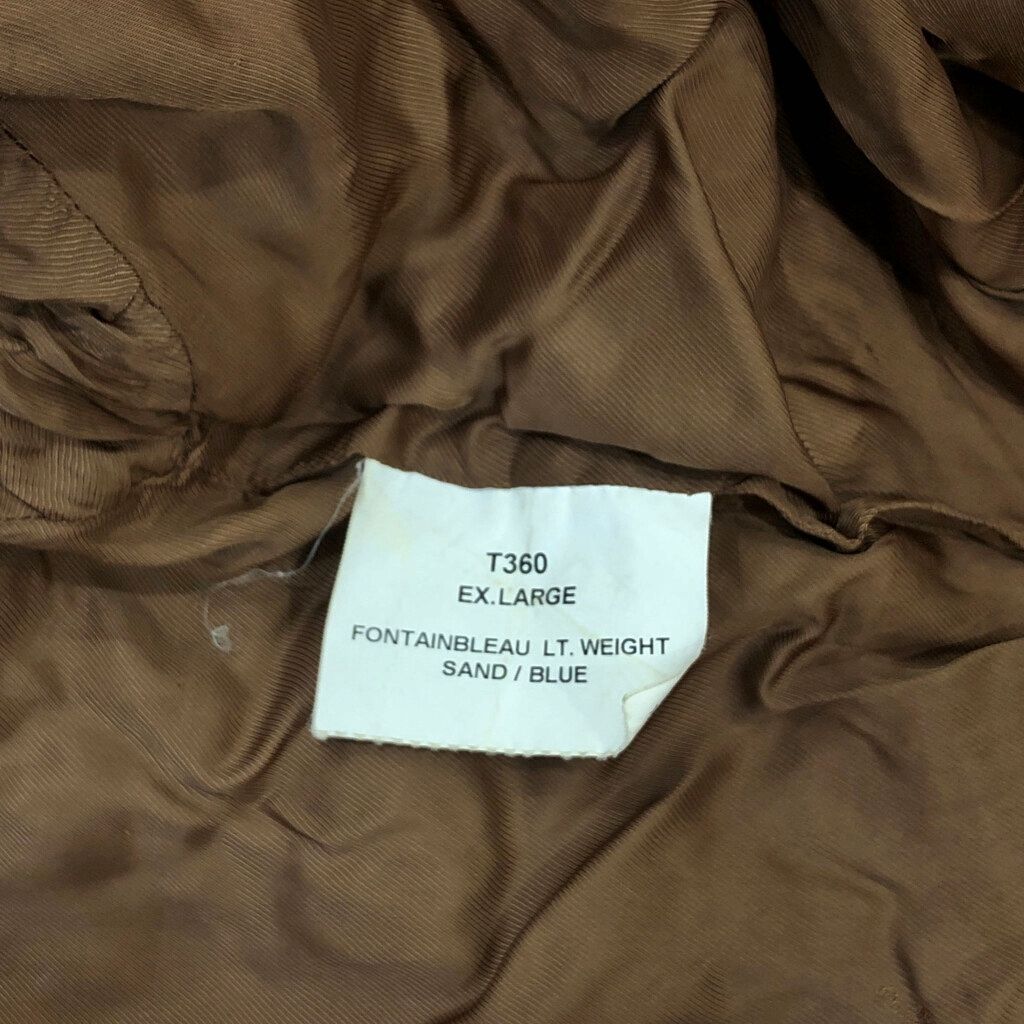 T360
EX.LARGE
FONTAINBLEAU LT. WEIGHT
SAND / BLUE